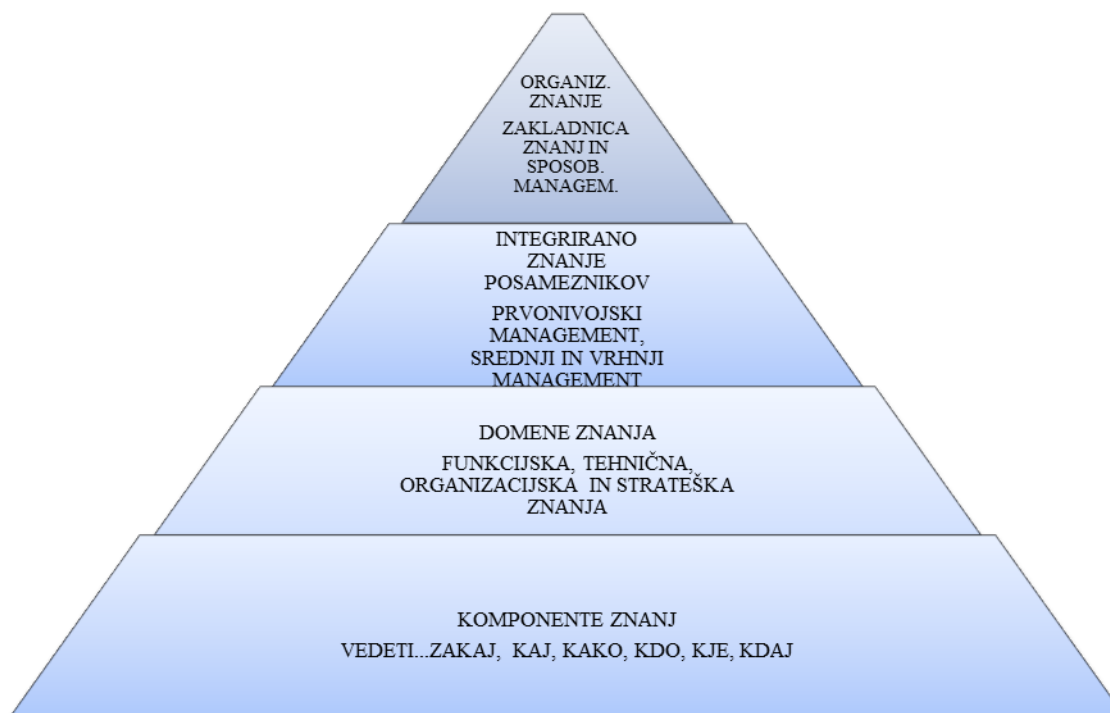 ORGANIZ.
ZNANJE
ZAKLADNICA
ZNANJ IN
SPOSOB.
MANAGEM.
INTEGRIRANO
ZNANJE
POSAMEZNIKOV
PRVONIVOJSKI
MANAGEMENT,
SREDNJI IN VRHNJI
MANAGEMENT
DOMENE ZNANJA
FUNKCIJSKA, TEHNIČNA,
ORGANIZACIJSKA IN STRATEŠKA
ZNANJA
KOMPONENTE ZNANJ
VEDETI...ZAKAJ, KAJ, KAKO, KDO, KJE, KDAJ